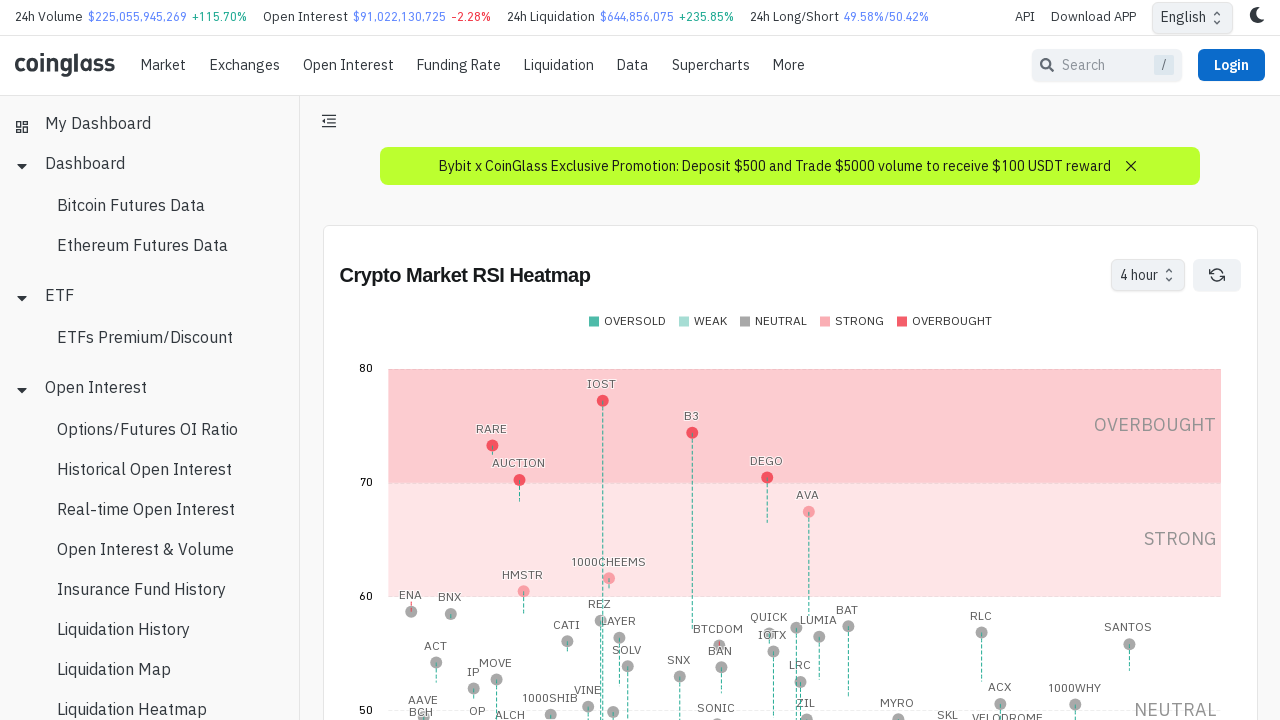 24h Volume $225,055,945,269 +115.70% Open Interest $91,022,130,725 -2.28% 24h Liquidation $644,856,075 +235.85% 24h Long/Short 49.58%/50.42% API Download APP English
coinglass Market Exchanges Open Interest Funding Rate Liquidation Data Supercharts More Search / Login
My Dashboard
Dashboard
Bitcoin Futures Data
Ethereum Futures Data
ETF
ETFs Premium/Discount
Open Interest
Options/Futures OI Ratio
Historical Open Interest
Real-time Open Interest
Open Interest & Volume
Insurance Fund History
Liquidation History
Liquidation Map
Liquidation Heatmap
Bybit x CoinGlass Exclusive Promotion: Deposit $500 and Trade $5000 volume to receive $100 USDT reward
Crypto Market RSI Heatmap
4 hour
OVERSOLD WEAK NEUTRAL STRONG OVERBOUGHT
80
IOST
B3
OVERBOUGHT
RARE
AUCTION
DEGO
70
AVA
STRONG
1000CHEEMS
HMSTR
60
ENA
BNX
REZ
BAT
QUICK
RLC
LAYER
LUMIA
CATI
BTCDOM
SANTOS
IOTX
ACT
SOLV
BAN
SNX
MOVE
LRC
IP
ACX
1000WHY
VINE
1000SHIB
AAVE
ZIL
MYRO
SONIC
50
OP
BCH
ALCH
SKL
VELODROME
NEUTRAL